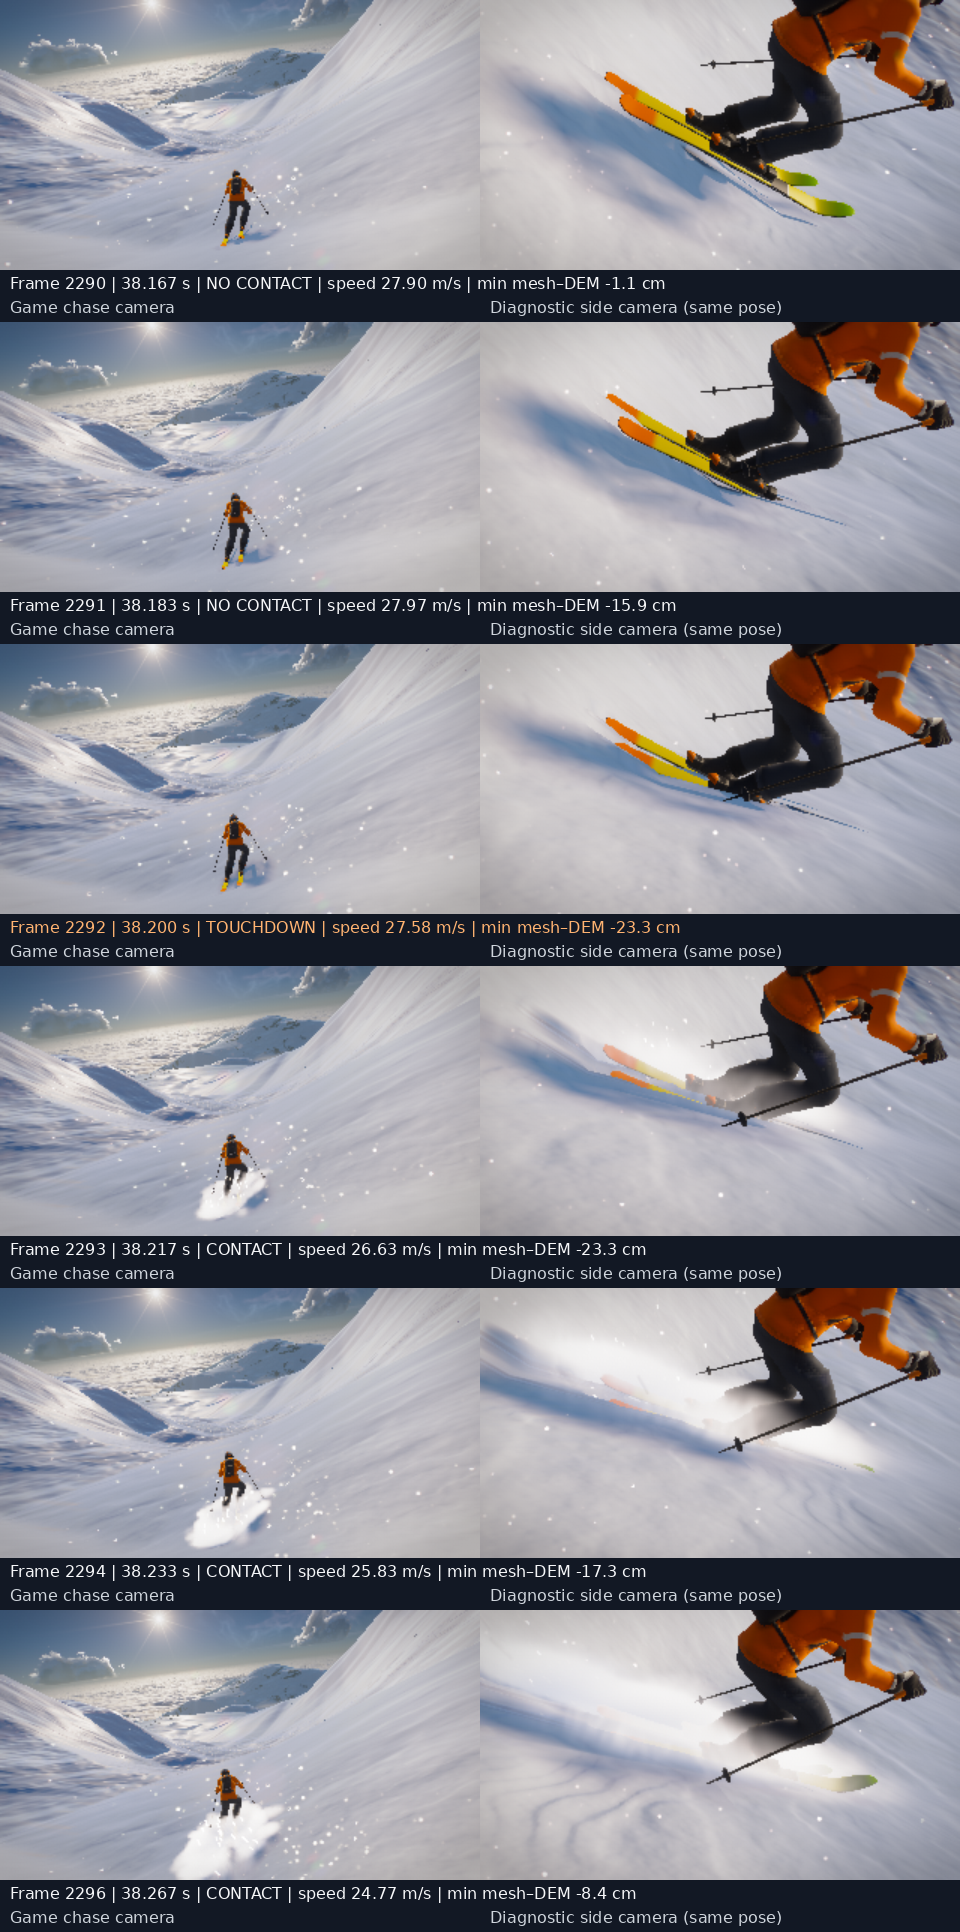 Frame 2290 | 38.167 s | NO CONTACT | speed 27.90 m/s | min mesh–DEM -1.1 cm
Game chase camera Diagnostic side camera (same pose)
Frame 2291 | 38.183 s | NO CONTACT | speed 27.97 m/s | min mesh–DEM -15.9 cm
Game chase camera Diagnostic side camera (same pose)
Frame 2292 | 38.200 s | TOUCHDOWN | speed 27.58 m/s | min mesh–DEM -23.3 cm
Game chase camera Diagnostic side camera (same pose)
Frame 2293 | 38.217 s | CONTACT | speed 26.63 m/s | min mesh–DEM -23.3 cm
Game chase camera Diagnostic side camera (same pose)
Frame 2294 | 38.233 s | CONTACT | speed 25.83 m/s | min mesh–DEM -17.3 cm
Game chase camera Diagnostic side camera (same pose)
Frame 2296 | 38.267 s | CONTACT | speed 24.77 m/s | min mesh–DEM -8.4 cm
Game chase camera Diagnostic side camera (same pose)